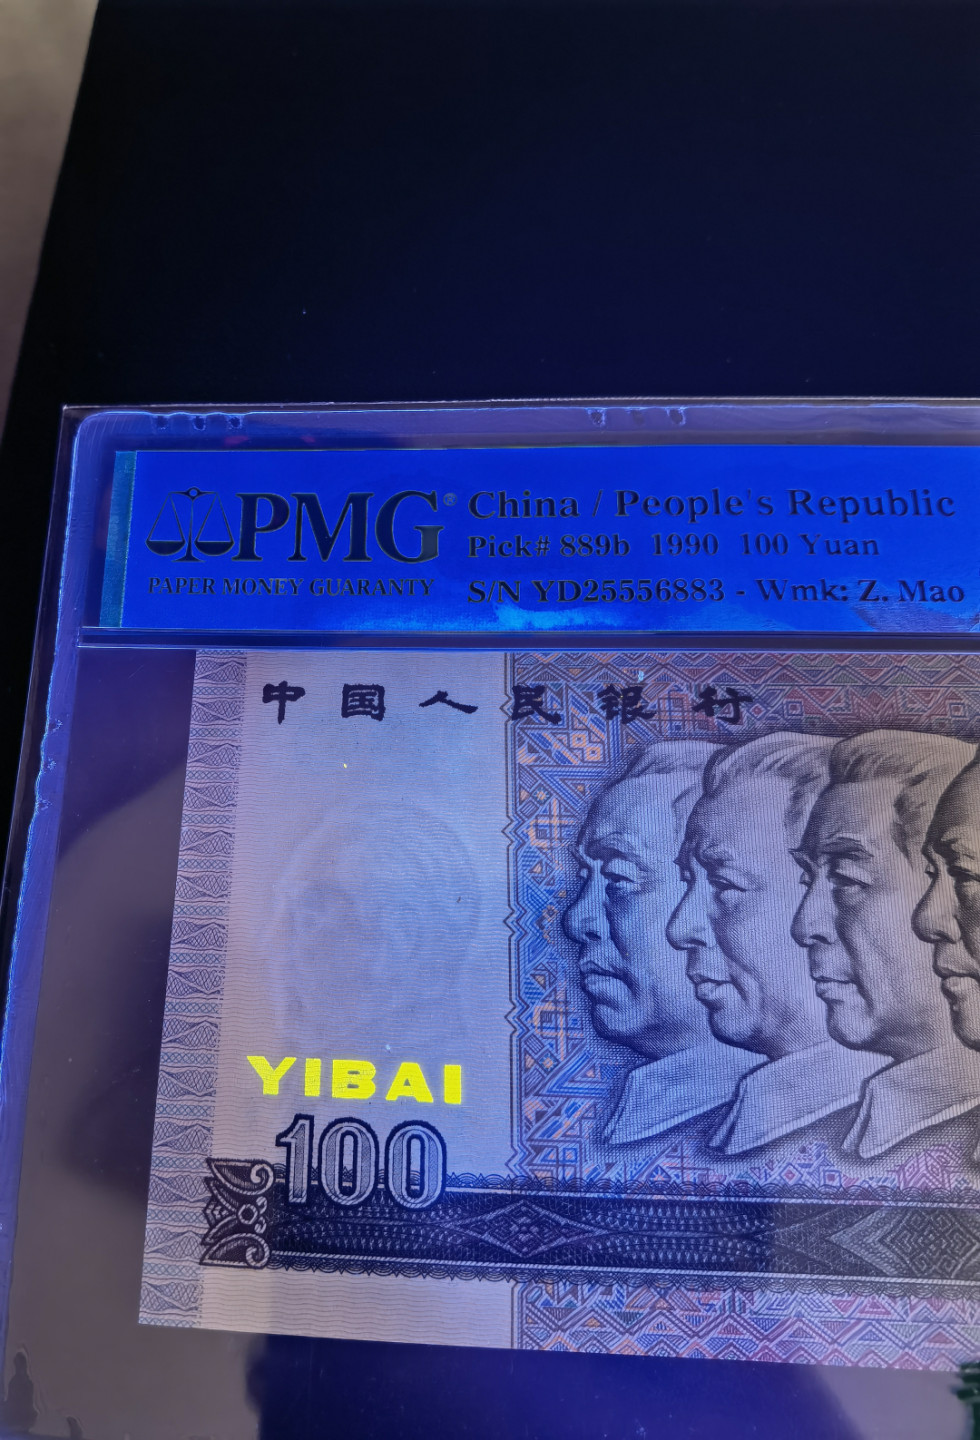 PMG® China / People's Republic
Pick# 889b 1990 100 Yuan
PAPER MONEY GUARANTY
S/N YD25556883 - Wmk: Z. Mao
中国人民银行
YIBAI
100